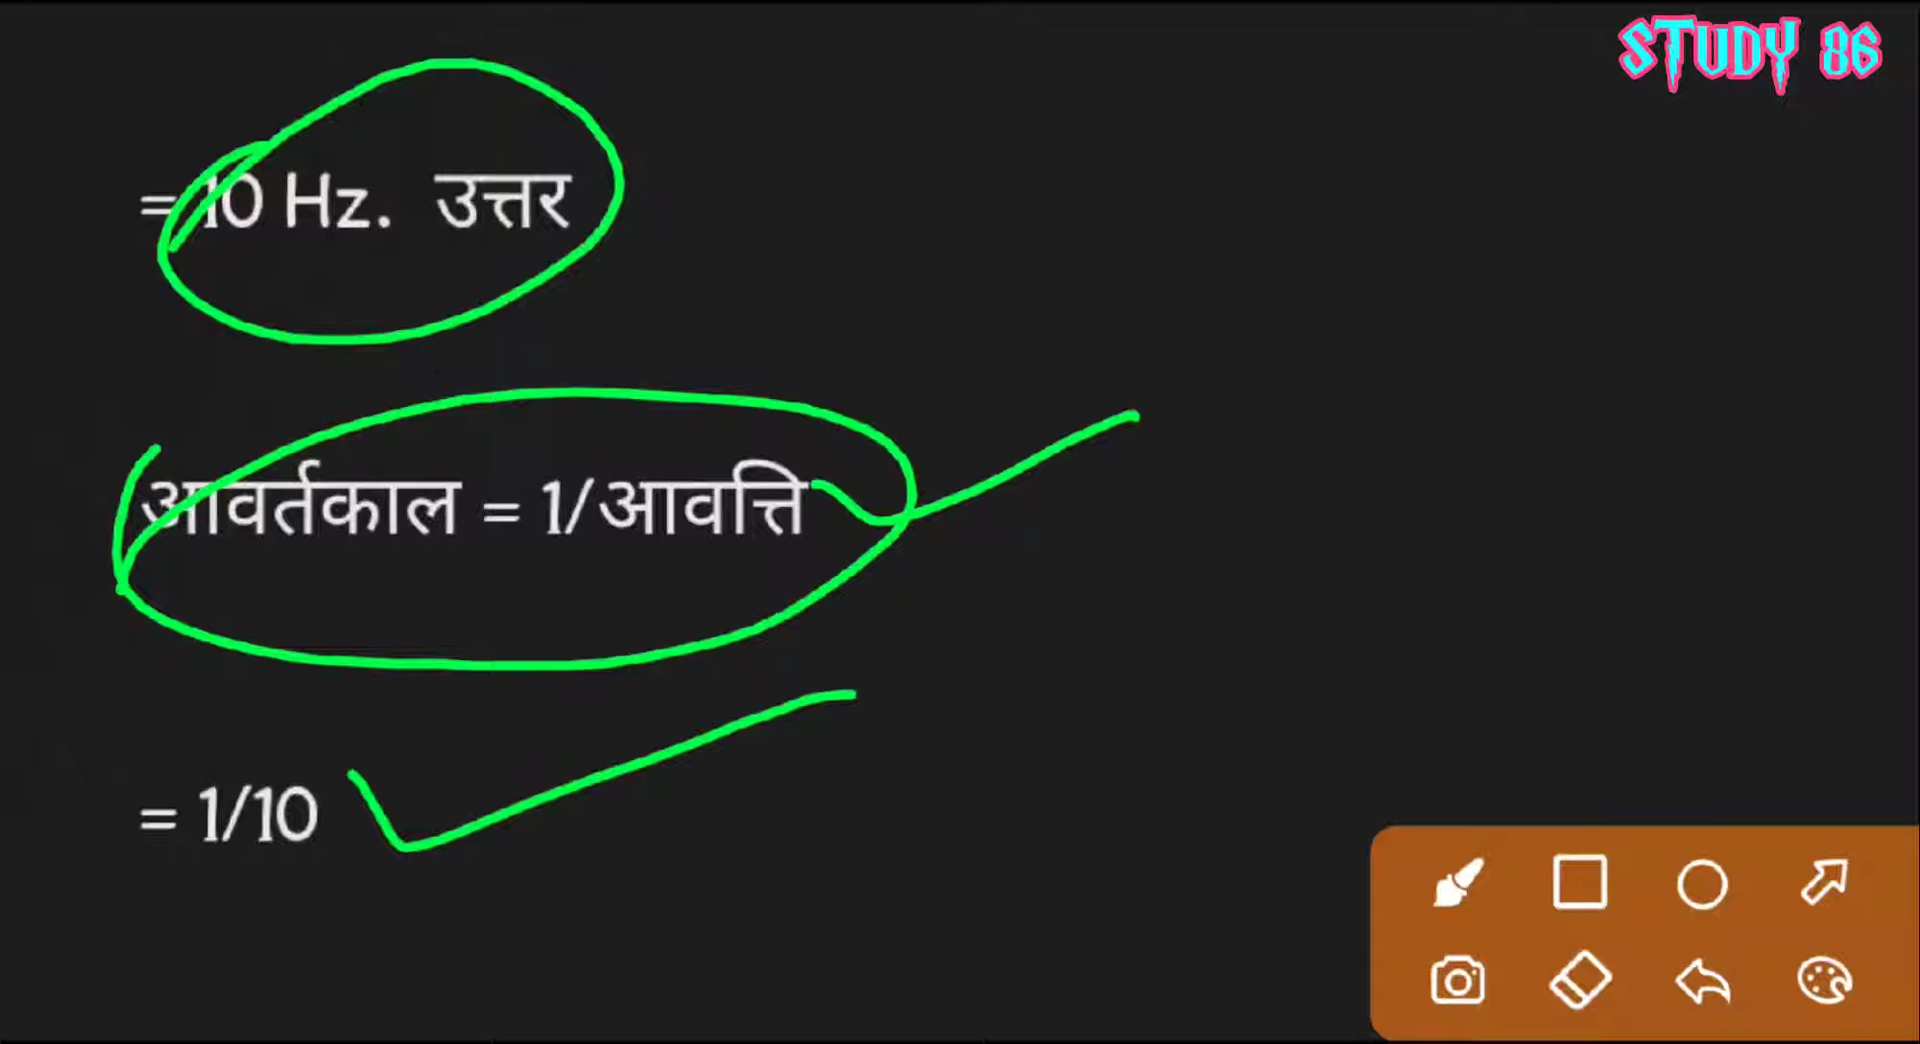 STUDY 86
= 10 Hz. उत्तर
आवर्तकाल = 1/आवत्ति
= 1/10